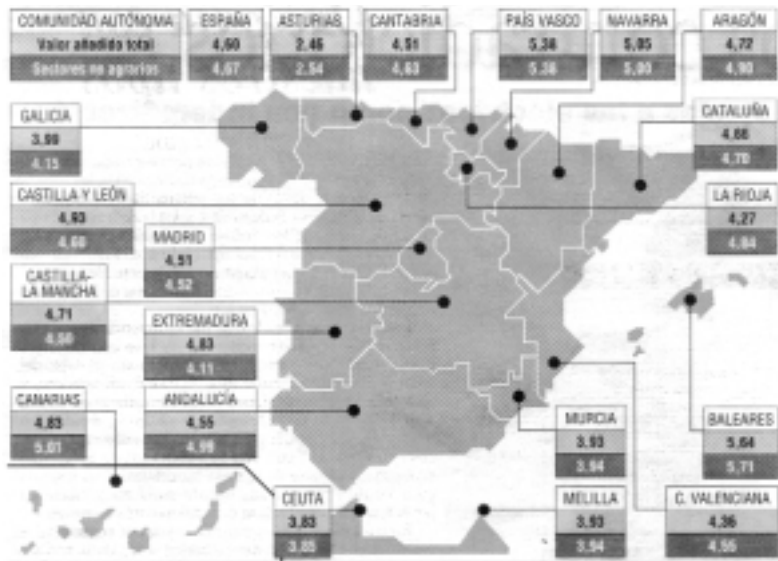 COMUNIDAD AUTÓNOMA
Valor añadido total
Sectores no agrarios
ESPAÑA
4,60
4,67
ASTURIAS
2,46
2,54
CANTABRIA
4,51
4,63
PAÍS VASCO
5,38
5,38
NAVARRA
5,05
5,00
ARAGÓN
4,72
4,90
GALICIA
3,99
4,15
CATALUÑA
4,66
4,70
CASTILLA Y LEÓN
4,93
LA RIOJA
4,27
4,84
MADRID
4,51
4,52
CASTILLA-
LA MANCHA
4,71
EXTREMADURA
4,83
4,11
CANARIAS
4,83
5,01
ANDALUCÍA
4,55
4,99
MURCIA
3,93
3,94
BALEARES
5,64
5,71
CEUTA
3,83
3,85
MELILLA
3,93
3,94
C. VALENCIANA
4,36
4,55